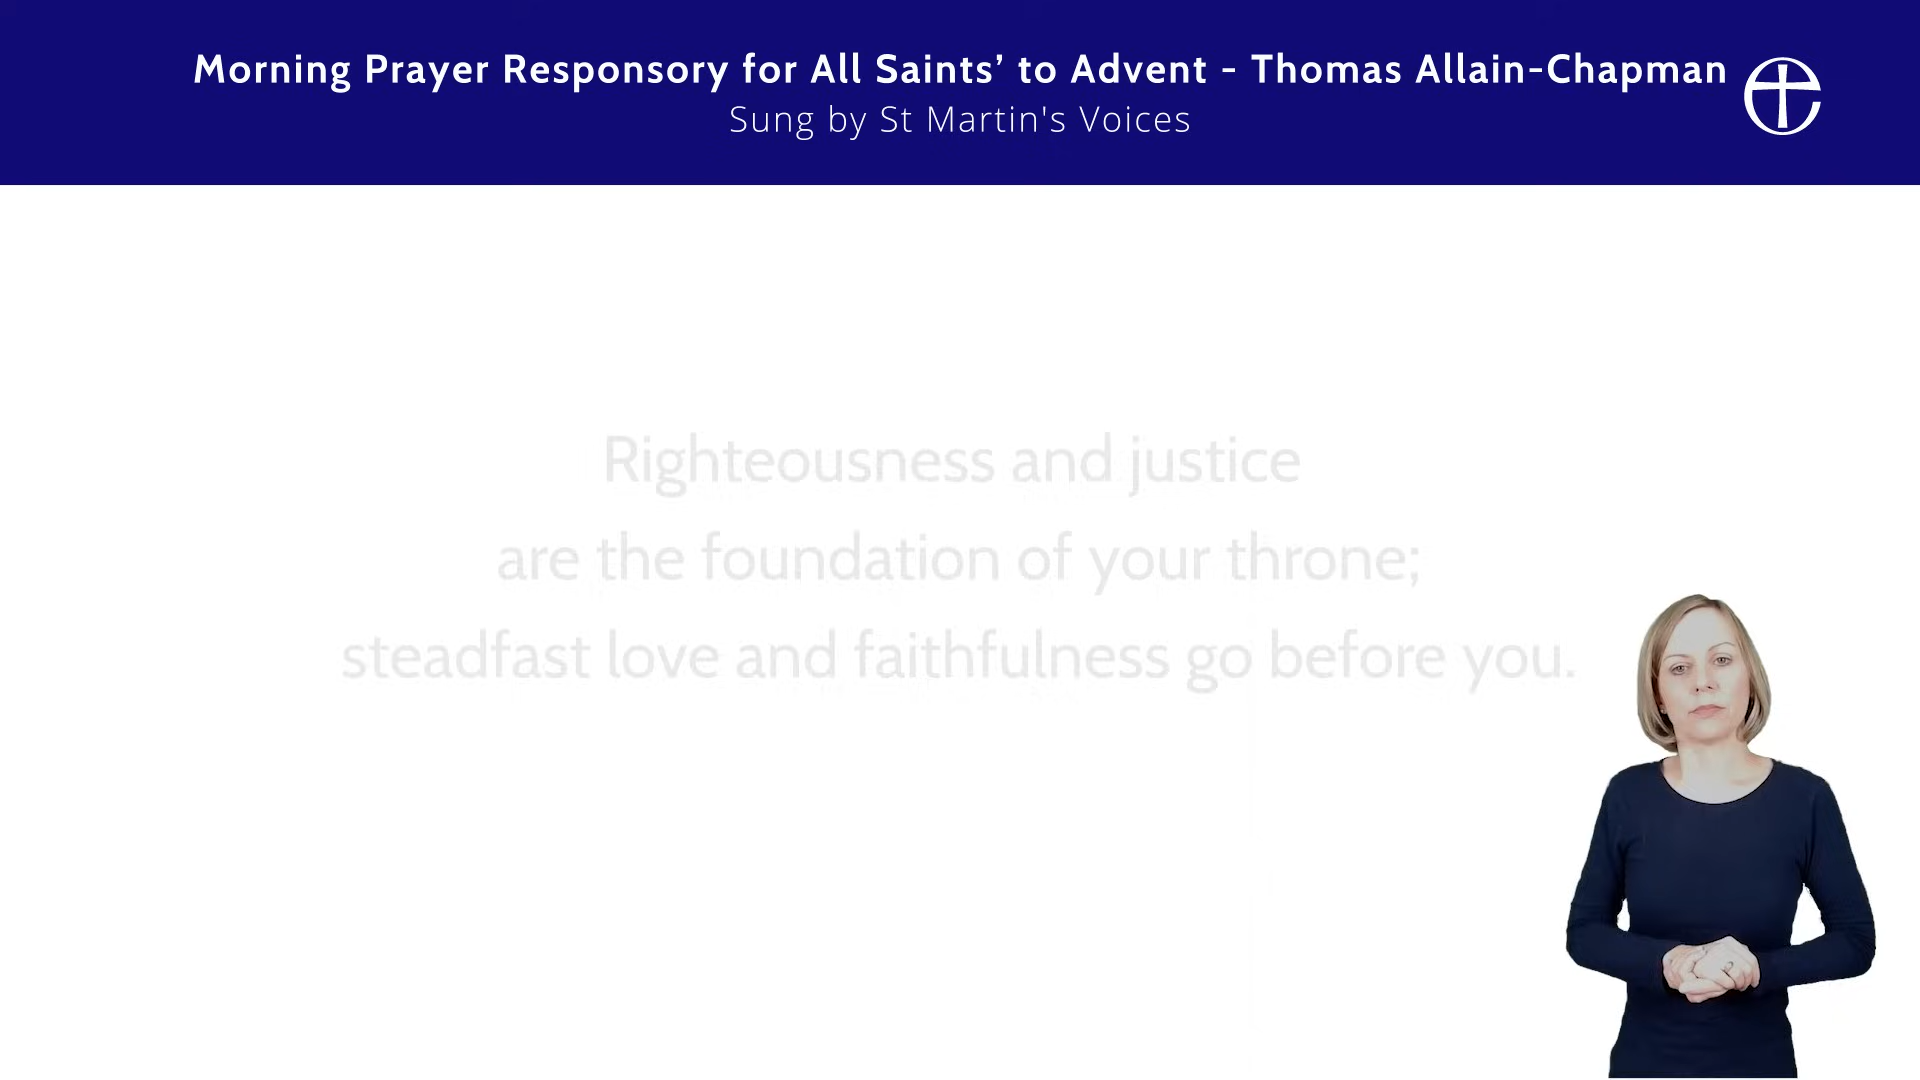 Morning Prayer Responsory for All Saints’ to Advent - Thomas Allain-Chapman
Sung by St Martin's Voices
Righteousness and justice
are the foundation of your throne;
steadfast love and faithfulness go before you.